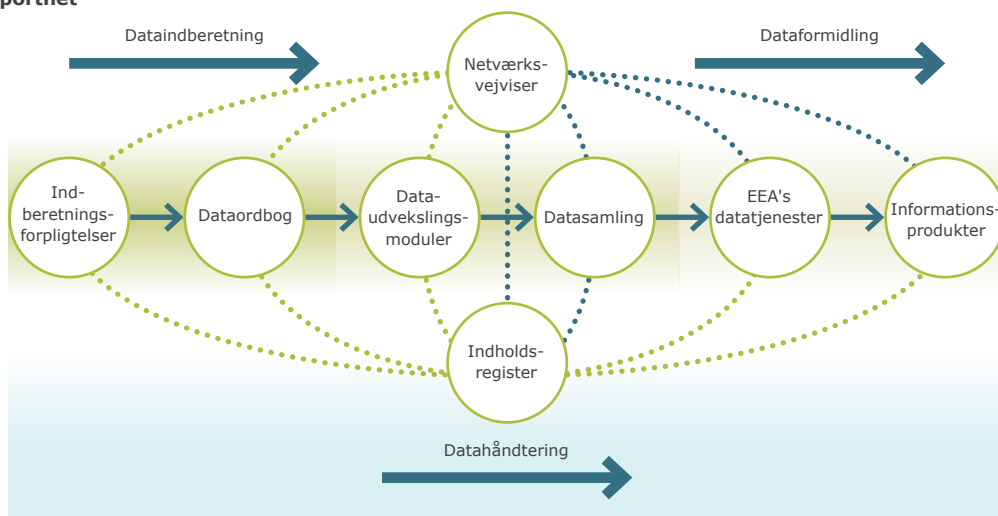 portnet
Dataindberetning
Dataformidling
Netværks-
vejviser
Ind-
beretnings-
forpligtelser
Dataordbog
Data-
udvekslings-
moduler
Datasamling
EEA's
datatjenester
Informations-
produkter
Indholds-
register
Datahåndtering